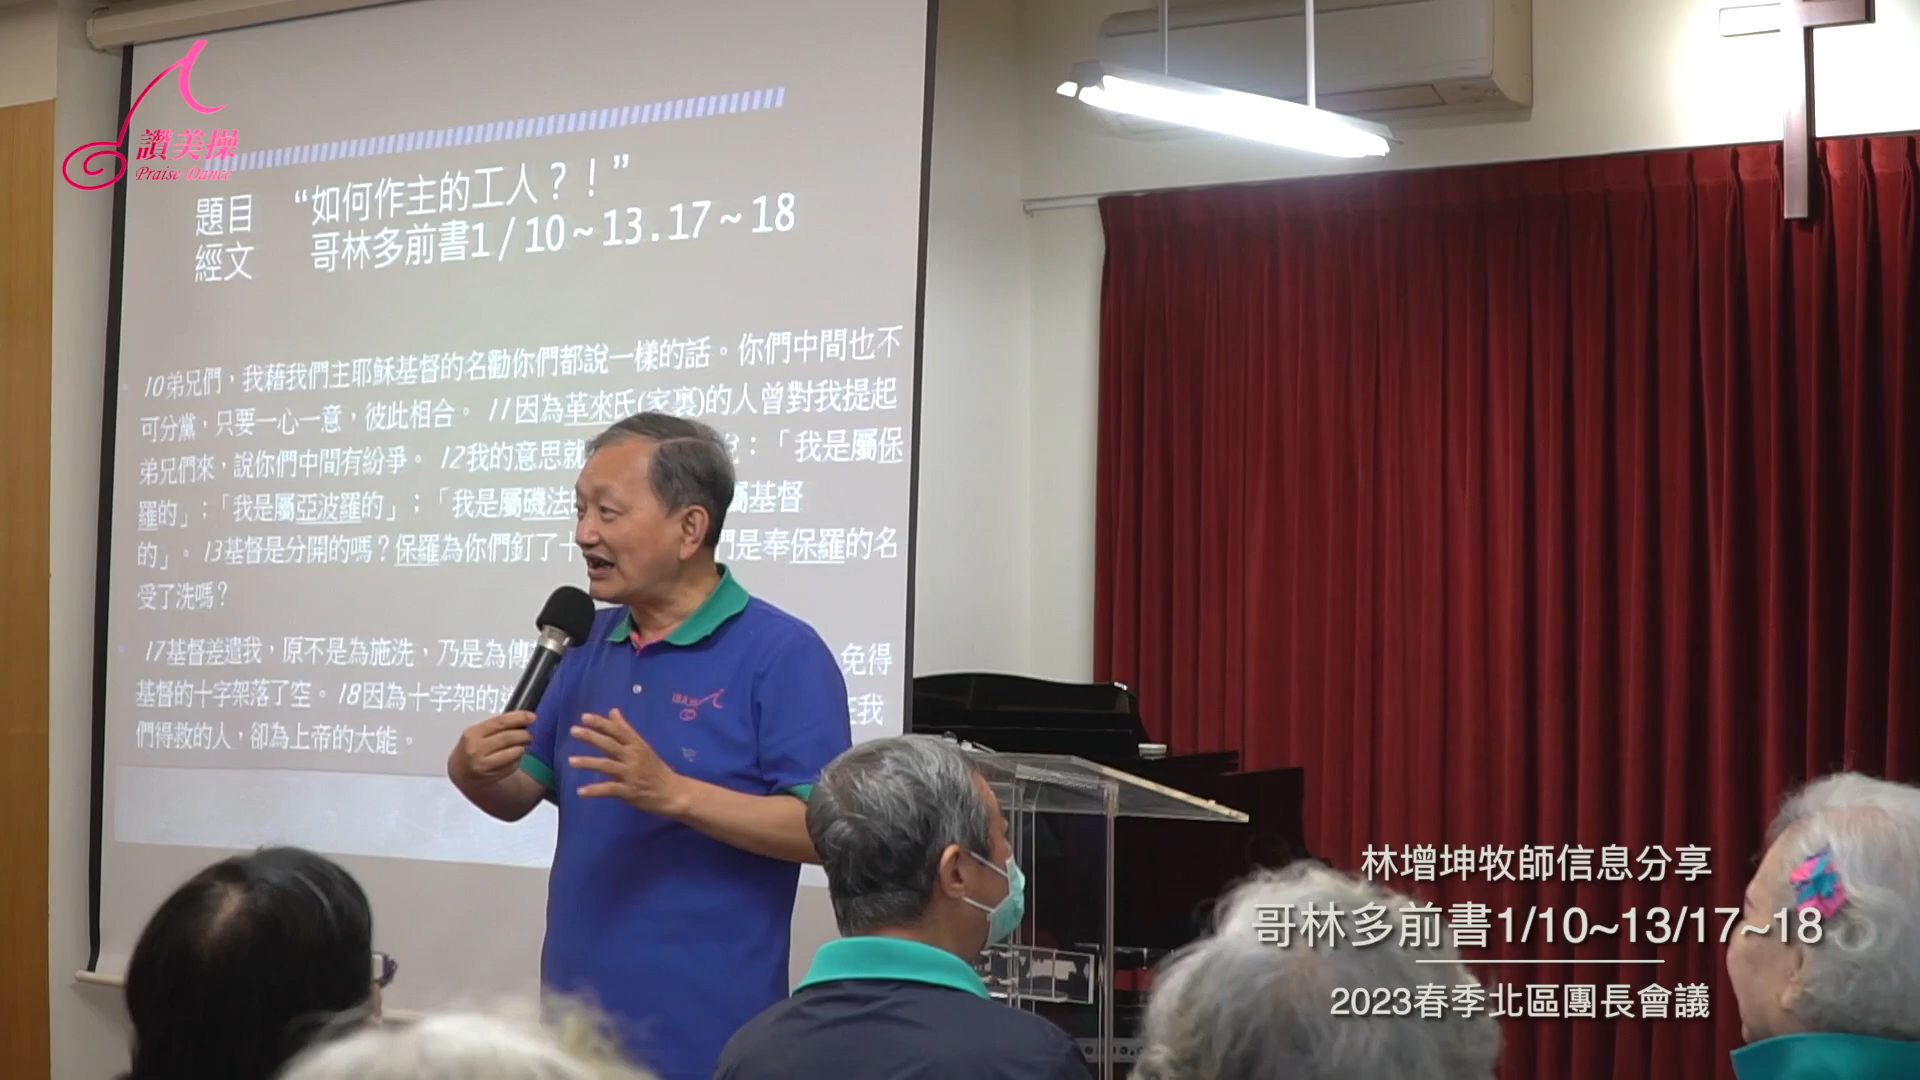 讚美操
Praise Dance
題目 “如何作主的工人？！”
經文 哥林多前書1/10~13.17~18
10弟兄們，我藉我們主耶穌基督的名勸你們都說一樣的話。你們中間也不
可分黨，只要一心一意，彼此相合。 11因為革來氏(家裏)的人曾對我提起
弟兄們來，說你們中間有紛爭。 12我的意思就 ：「我是屬保
羅的」；「我是屬亞波羅的」；「我是屬磯法 屬基督
的」。 13基督是分開的嗎？保羅為你們釘了十 們是奉保羅的名
受了洗嗎？
17基督差遣我，原不是為施洗，乃是為傳 ，免得
基督的十字架落了空。 18因為十字架的 在我
們得救的人，卻為上帝的大能。
讚美操
林增坤牧師信息分享
哥林多前書1/10~13/17~18
2023春季北區團長會議